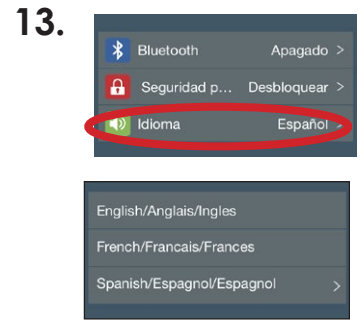 13.
Bluetooth Apagado >
Seguridad p... Desbloquear >
Idioma Español >
English/Anglais/Ingles
French/Francais/Frances
Spanish/Espagnol/Espagnol >